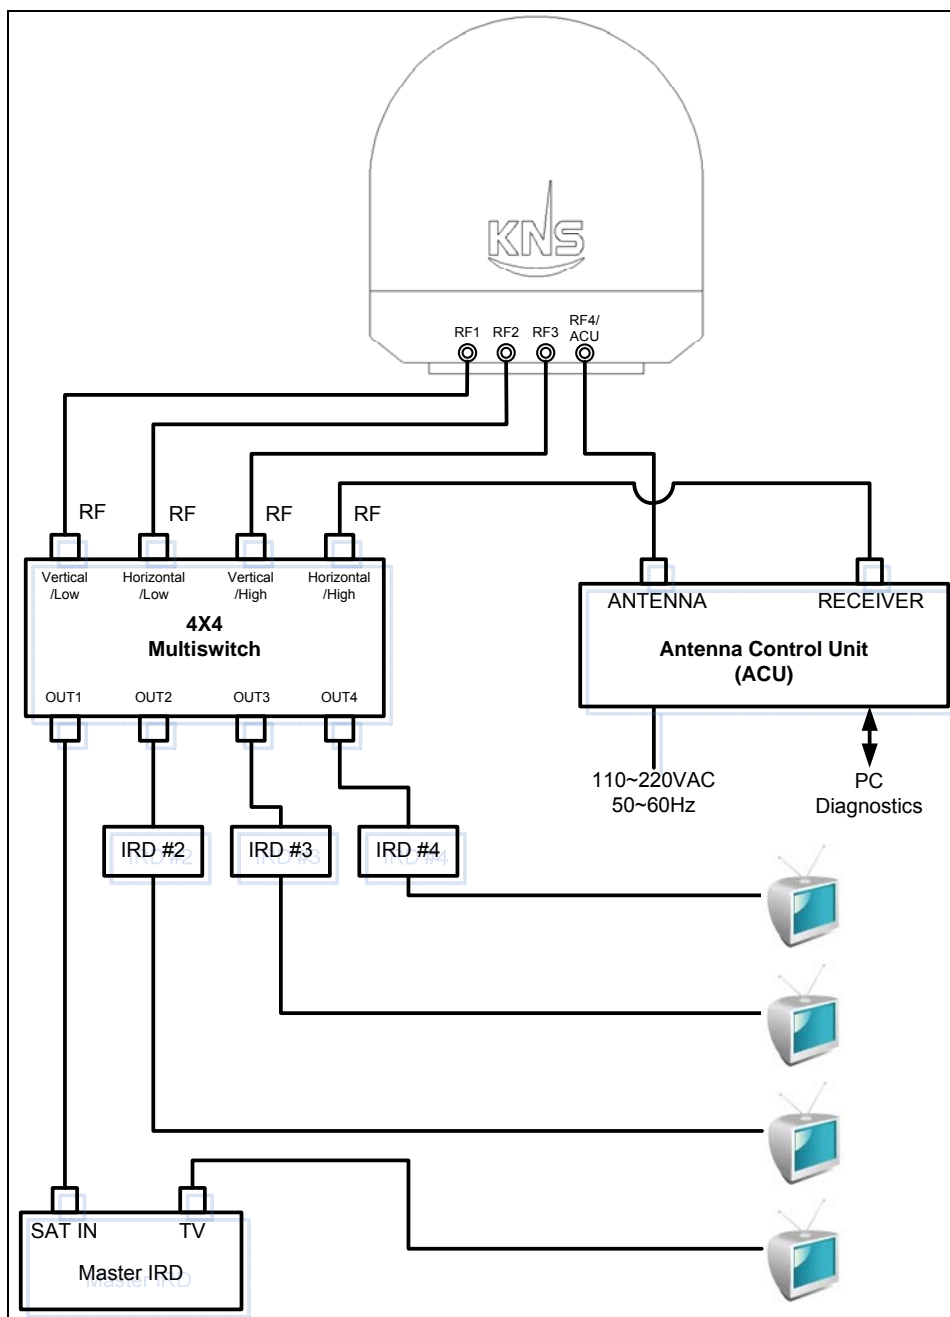 KNS
RF1
RF2
RF3
RF4/
ACU
RF
RF
RF
RF
Vertical
/Low
Horizontal
/Low
Vertical
/High
Horizontal
/High
4X4
Multiswitch
OUT1
OUT2
OUT3
OUT4
ANTENNA
RECEIVER
Antenna Control Unit
(ACU)
110~220VAC
50~60Hz
PC
Diagnostics
IRD #2
IRD #3
IRD #4
SAT IN
TV
Master IRD